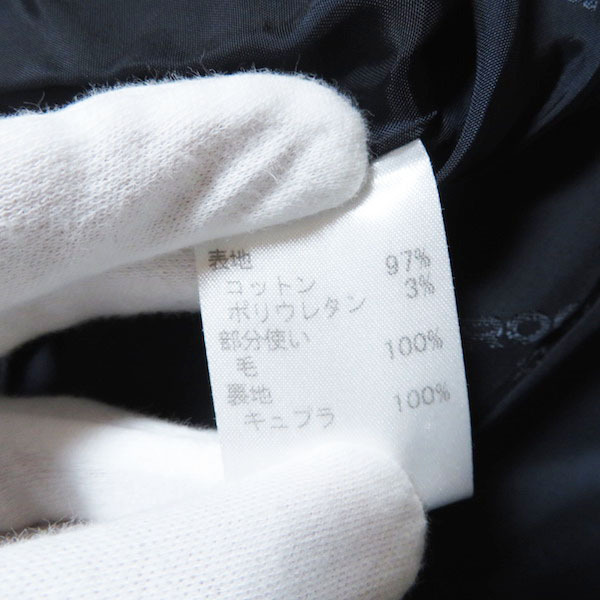 表地
コットン 97%
ポリウレタン 3%
部分使い
毛 100%
裏地
キュプラ 100%